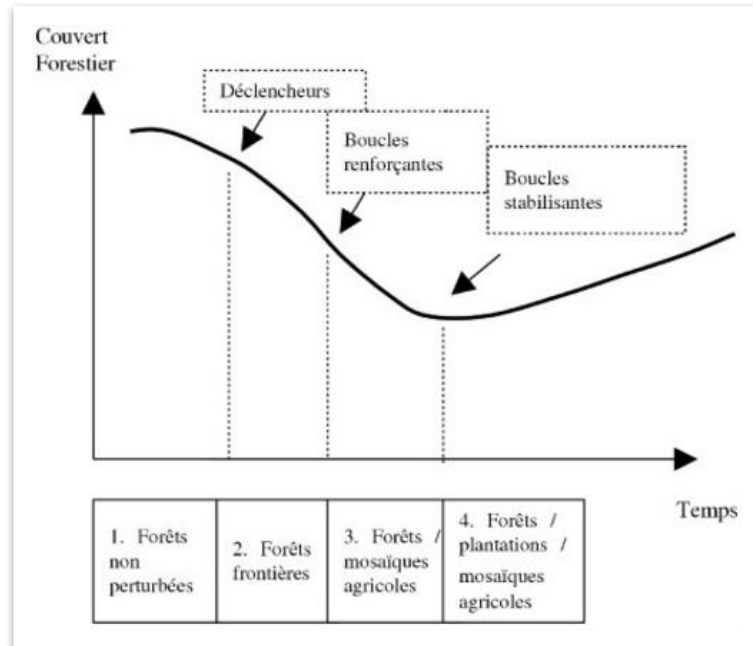 Couvert
Forestier
Déclencheurs
Boucles
renforçantes
Boucles
stabilisantes
Temps
1. Forêts
non
perturbées
2. Forêts
frontières
3. Forêts /
mosaïques
agricoles
4. Forêts /
plantations /
mosaïques
agricoles